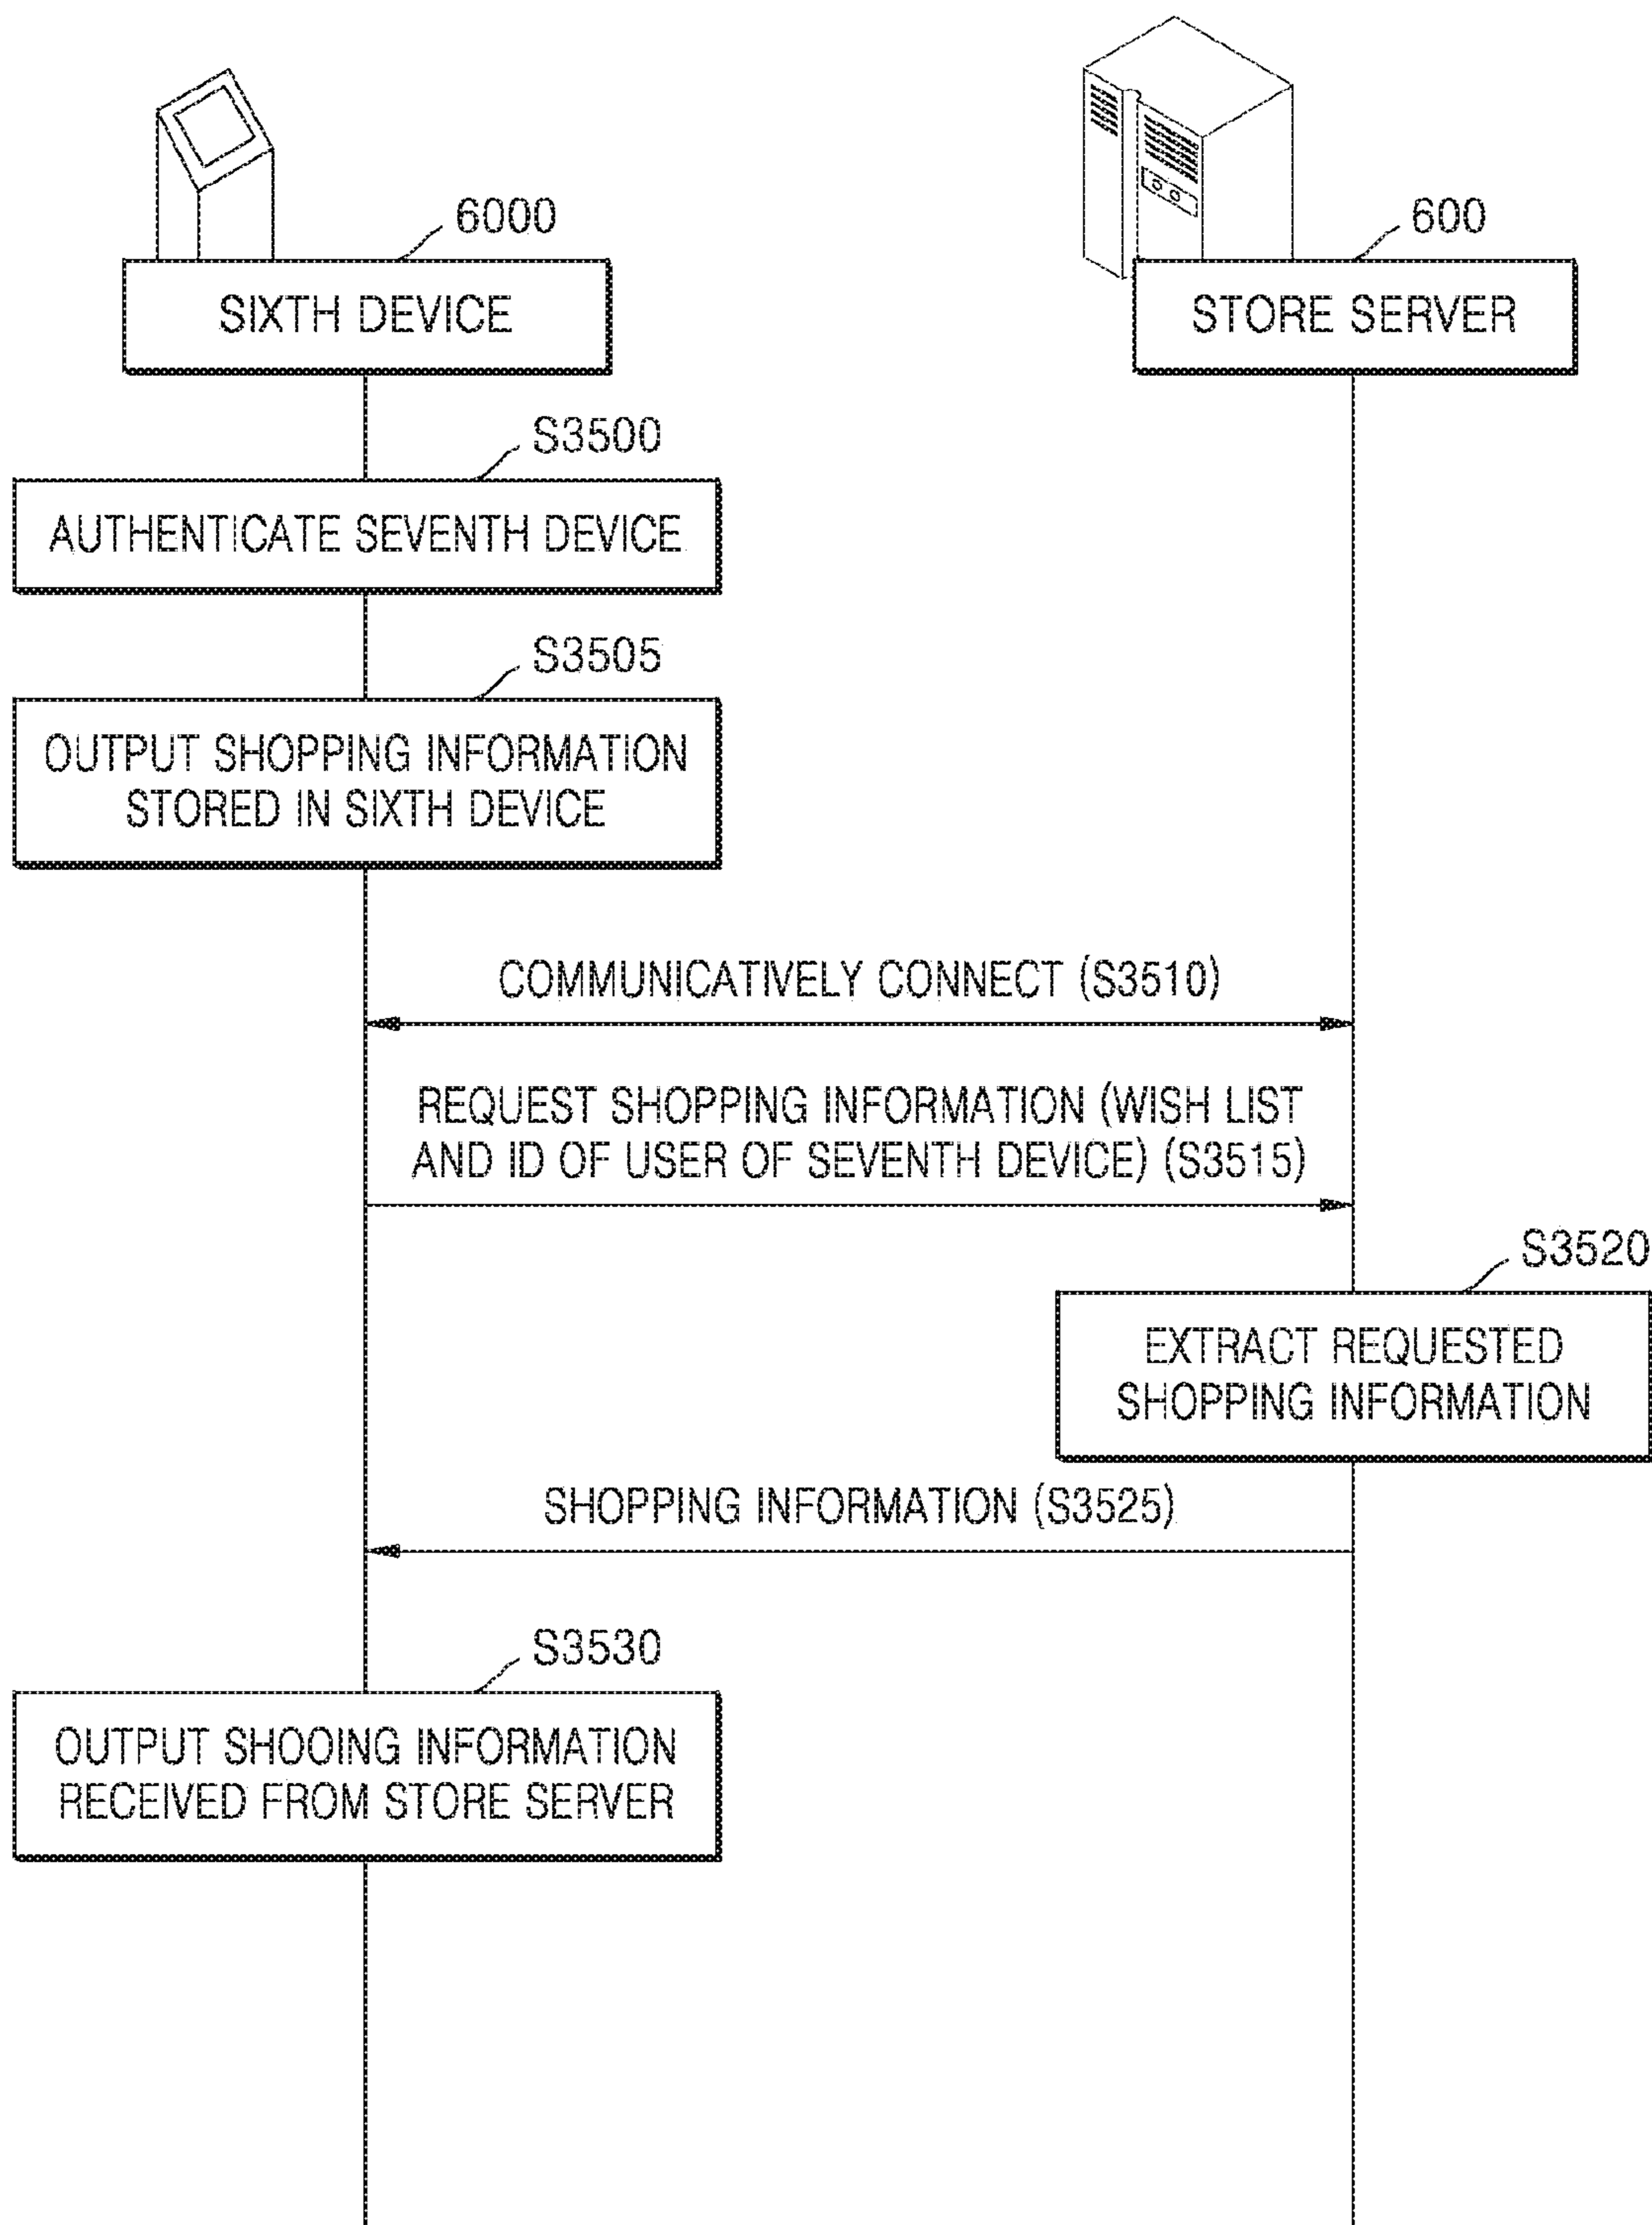 6000
600
SIXTH DEVICE
STORE SERVER
S3500
AUTHENTICATE SEVENTH DEVICE
S3505
OUTPUT SHOPPING INFORMATION
STORED IN SIXTH DEVICE
COMMUNICATIVELY CONNECT (S3510)
REQUEST SHOPPING INFORMATION (WISH LIST
AND ID OF USER OF SEVENTH DEVICE) (S3515)
S3520
EXTRACT REQUESTED
SHOPPING INFORMATION
SHOPPING INFORMATION (S3525)
S3530
OUTPUT SHOOING INFORMATION
RECEIVED FROM STORE SERVER